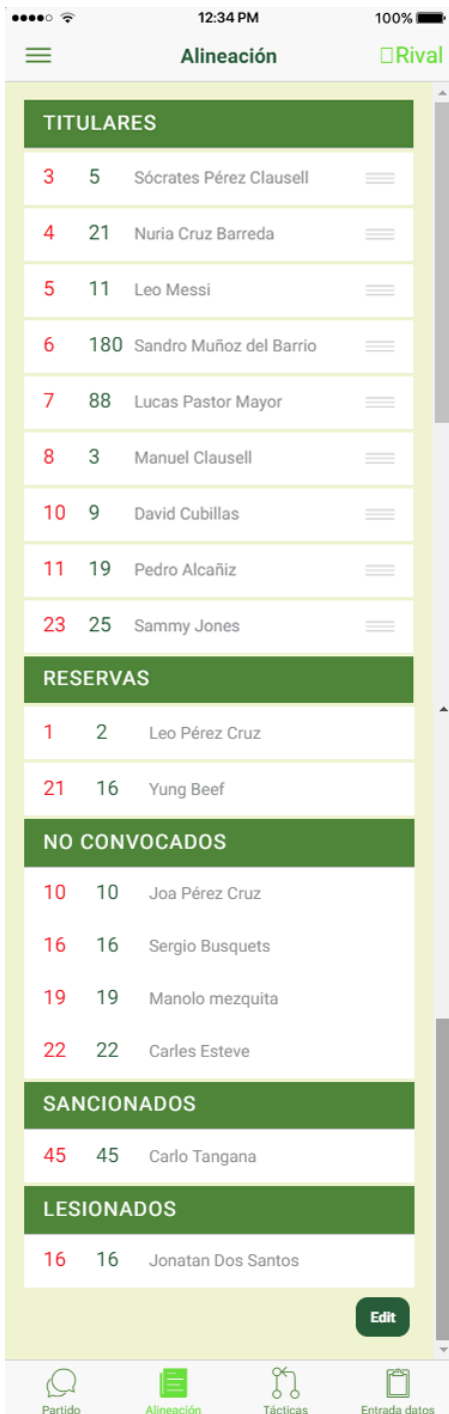 12:34 PM 100%
Alineación Rival
TITULARES
3 5 Sócrates Pérez Clausell
4 21 Nuria Cruz Barreda
5 11 Leo Messi
6 180 Sandro Muñoz del Barrio
7 88 Lucas Pastor Mayor
8 3 Manuel Clausell
10 9 David Cubillas
11 19 Pedro Alcañiz
23 25 Sammy Jones
RESERVAS
1 2 Leo Pérez Cruz
21 16 Yung Beef
NO CONVOCADOS
10 10 Joa Pérez Cruz
16 16 Sergio Busquets
19 19 Manolo mezquita
22 22 Carles Esteve
SANCIONADOS
45 45 Carlo Tangana
LESIONADOS
16 16 Jonatan Dos Santos
Edit
Partido Alineación Tácticas Entrada datos